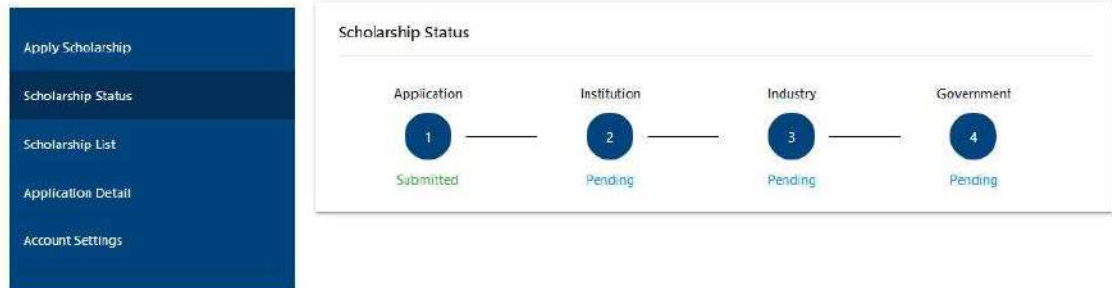 Apply Scholarship
Scholarship Status
Scholarship List
Application Detail
Account Settings
Scholarship Status
Application Institution Industry Government
1 2 3 4
Submitted Pending Pending Pending